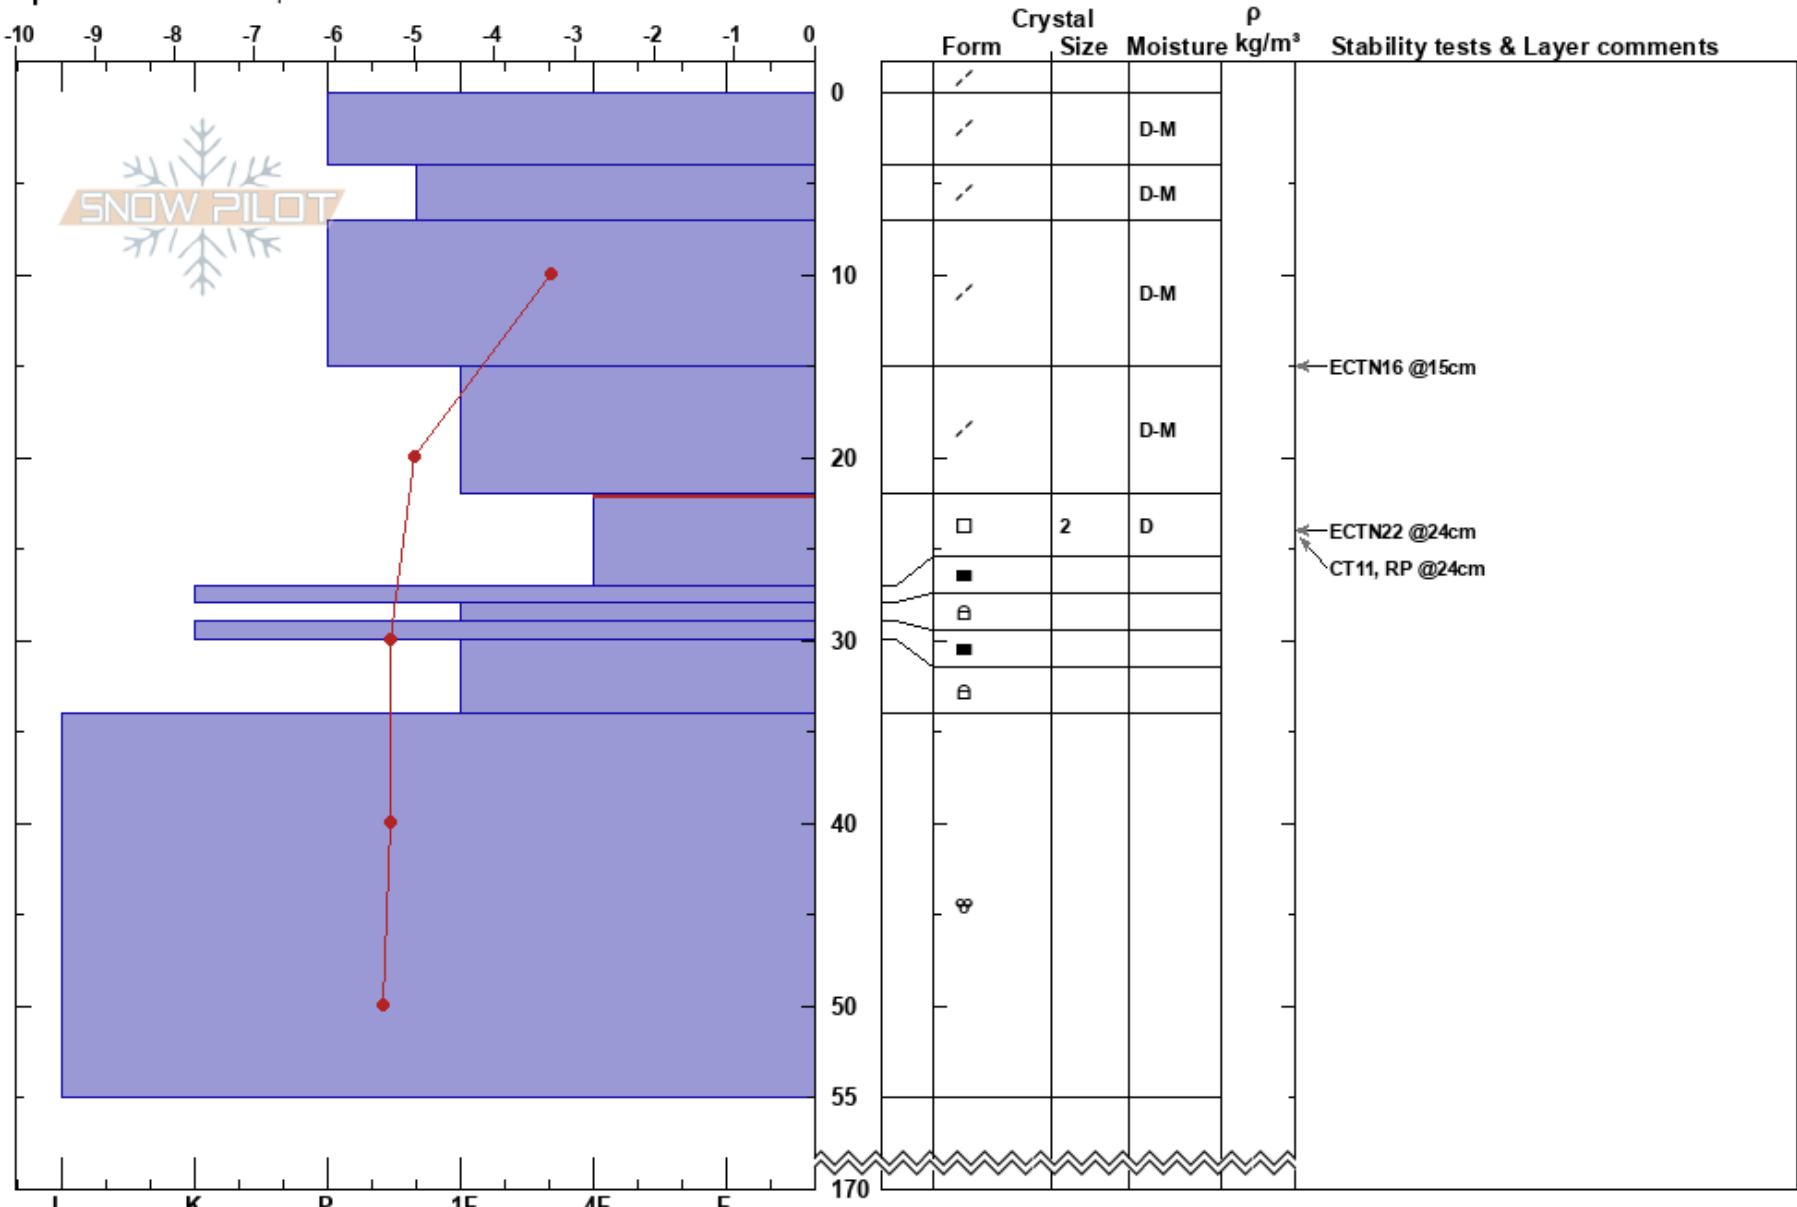 Crystal ρ
-10 -9 -8 -7 -6 -5 -4 -3 -2 -1 0 Form Size Moisture kg/m³ Stability tests & Layer comments
0
D-M
D-M
SNOW PILOT
10
D-M
ECTN16 @15cm
D-M
20
2 D
ECTN22 @24cm
CT11, RP @24cm
30
40
50
55
170
I K P 1F 4F F